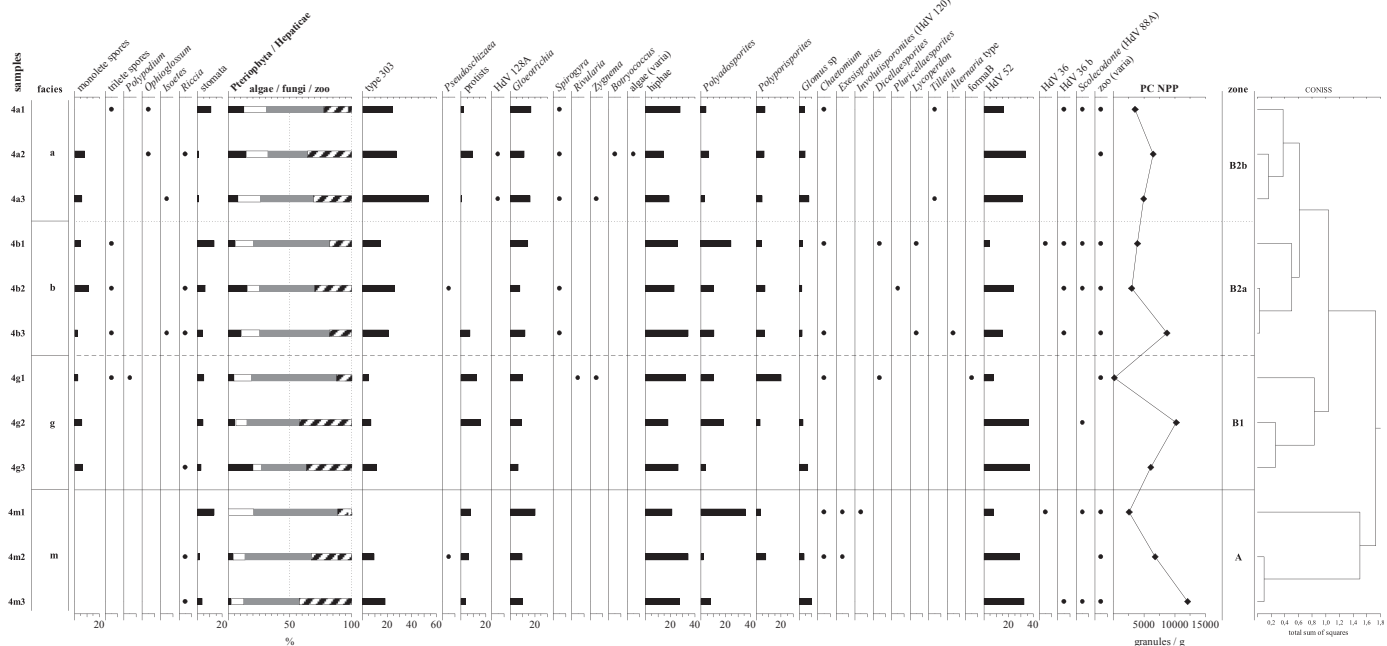 samples
facies
monolete spores
trilete spores
Polypodium
Ophioglossum
Isoetes
Riccia
stomata
Pteriophyta / Hepaticae
algae / fungi / zoo
type 303
Pseudoschizaea
protists
HdV 128A
Gloeotrichia
Spirogyra
Rivularia
Zygnema
Botryococcus
algae (varia)
hiphae
Polyadosporites
Polyporisporites
Glomus sp
Chaetomium
Exesisporites
Involutisporonites (HdV 120)
Dicellaesporites
Pluricellaesporites
Lycoperdon
Tilletia
Alternaria type
formaB
HdV 52
HdV 36
HdV 36 b
Scolecodonte (HdV 88A)
zoo (varia)
PC NPP
zone
CONISS
4a1
4a2 a B2b
4a3
4b1
4b2 b B2a
4b3
4g1
4g2 g B1
4g3
4m1
4m2 m A
4m3
20 20 50 100 20 40 60 20 20 20 40 20 40 20 20 40 5000 10000 15000 0,2 0,4 0,6 0,8 1,0 1,2 1,4 1,6 1,8
% granules / g total sum of squares